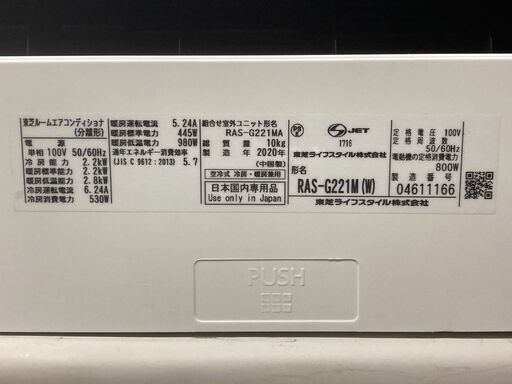 東芝ルームエアコンディショナ
(分離形)
電源
単相 100V 50/60Hz
冷房能力 2.2kW
暖房標準能力 2.2kW
暖房低温能力 2.8kW
冷房運転電流 6.24A
冷房消費電力 530W
暖房運転電流 5.24A
暖房標準電力 445W
暖房低温電力 980W
通年エネルギー消費効率
(JIS C 9612:2013) 5.7
組合せ室外ユニット形名
RAS-G221MA
総質量 10kg
製造年 2020年
(中国製)
空冷式 冷房・暖房兼用
日本国内専用品
Use only in Japan
PS
E
JET
1716
東芝ライフスタイル株式会社
形名
RAS-G221M(W)
定格電圧 100V
定格周波数
50/60Hz
電動機の定格消費電力
800W
製造番号
04611166
東芝ライフスタイル株式会社
PUSH